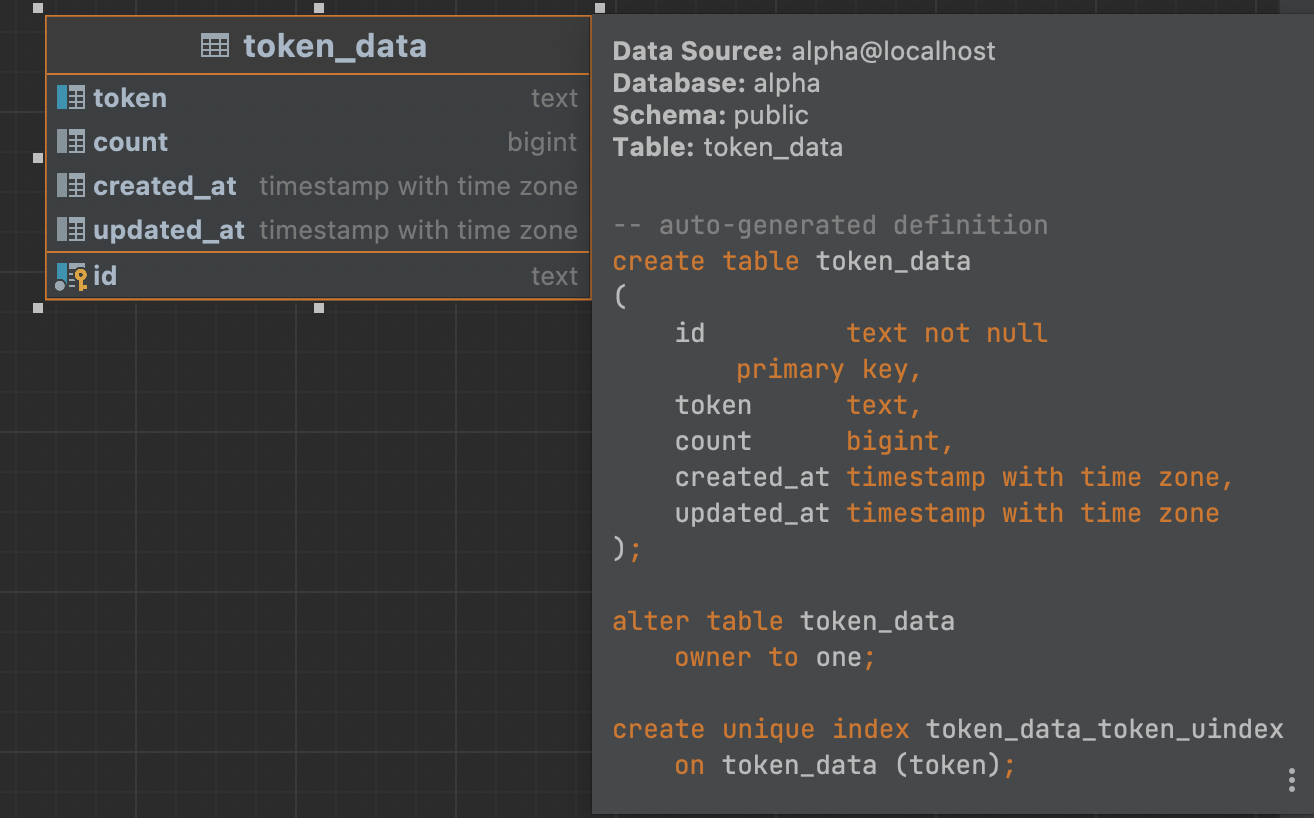 token_data
token text
count bigint
created_at timestamp with time zone
updated_at timestamp with time zone
id text
Data Source: alpha@localhost
Database: alpha
Schema: public
Table: token_data
-- auto-generated definition
create table token_data
(
    id         text not null
        primary key,
    token      text,
    count      bigint,
    created_at timestamp with time zone,
    updated_at timestamp with time zone
);
alter table token_data
    owner to one;
create unique index token_data_token_uindex
    on token_data (token);